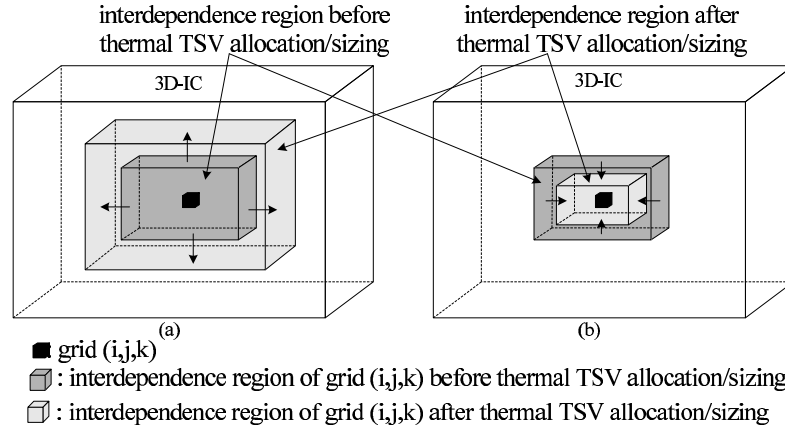 interdependence region before
thermal TSV allocation/sizing
interdependence region after
thermal TSV allocation/sizing
3D-IC
3D-IC
(a)
(b)
: grid (i,j,k)
: interdependence region of grid (i,j,k) before thermal TSV allocation/sizing
: interdependence region of grid (i,j,k) after thermal TSV allocation/sizing